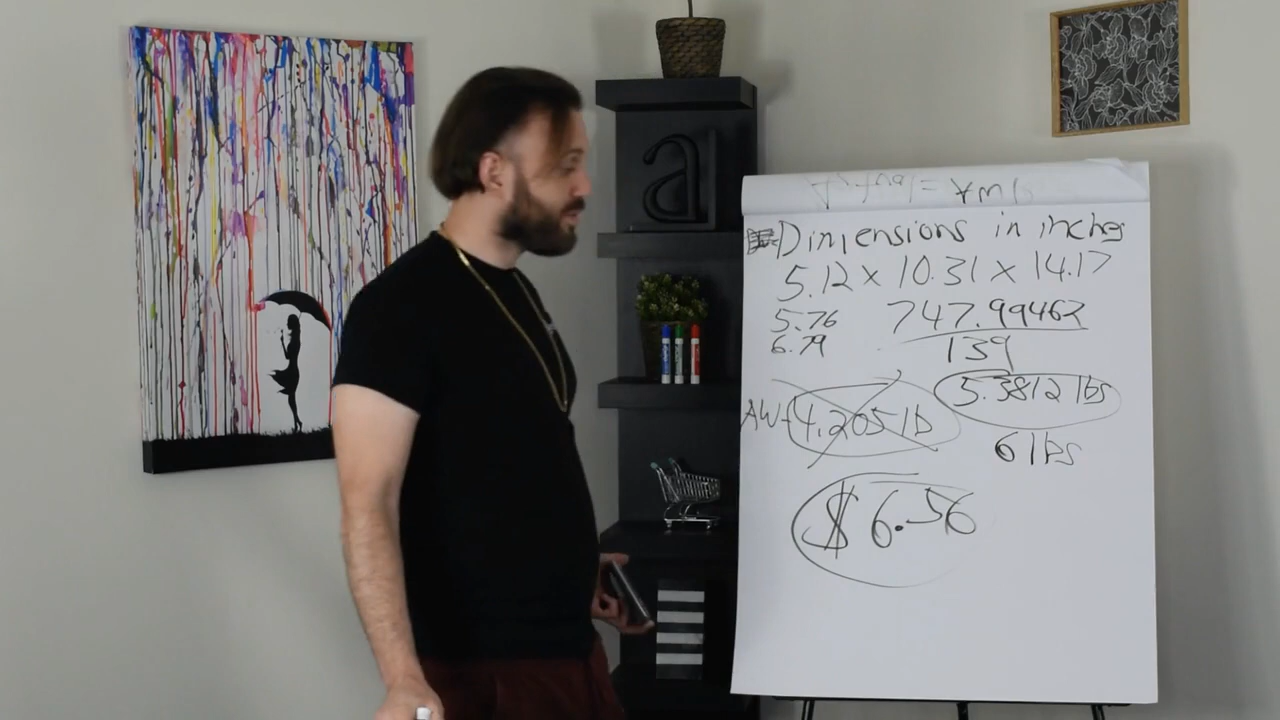 a
Dimensions in inches
5.12 x 10.31 x 14.17
5.76 747.99462
6.79 139
AW- 4.205 lb 5.3812 lbs
6 lbs
$6.56